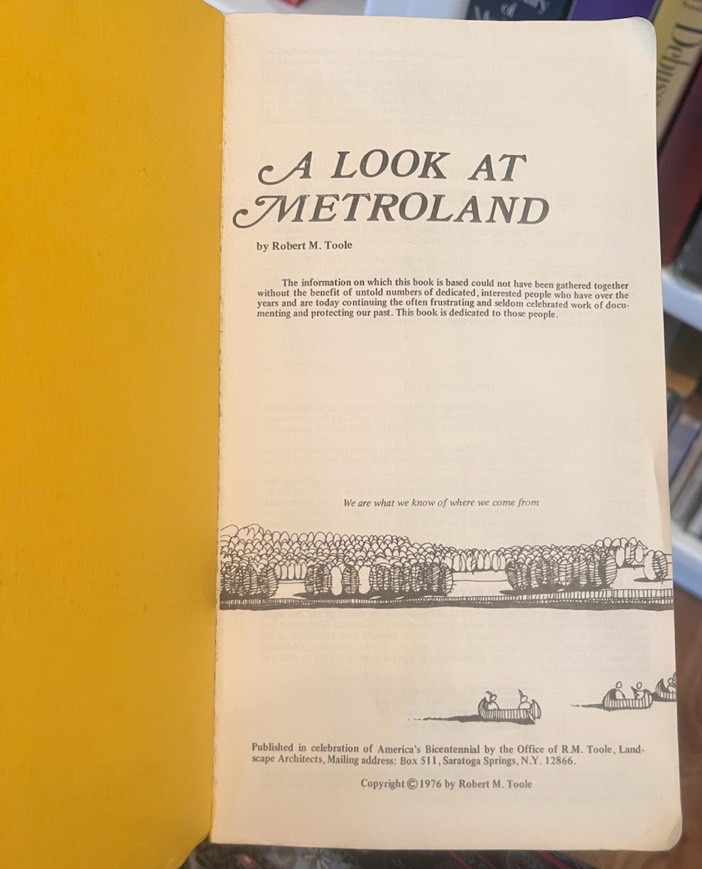 A LOOK AT
METROLAND
by Robert M. Toole
The information on which this book is based could not have been gathered together
without the benefit of untold numbers of dedicated, interested people who have over the
years and are today continuing the often frustrating and seldom celebrated work of docu-
menting and protecting our past. This book is dedicated to those people.
We are what we know of where we come from
Published in celebration of America's Bicentennial by the Office of R.M. Toole, Land-
scape Architects, Mailing address: Box 511, Saratoga Springs, N.Y. 12866.
Copyright © 1976 by Robert M. Toole